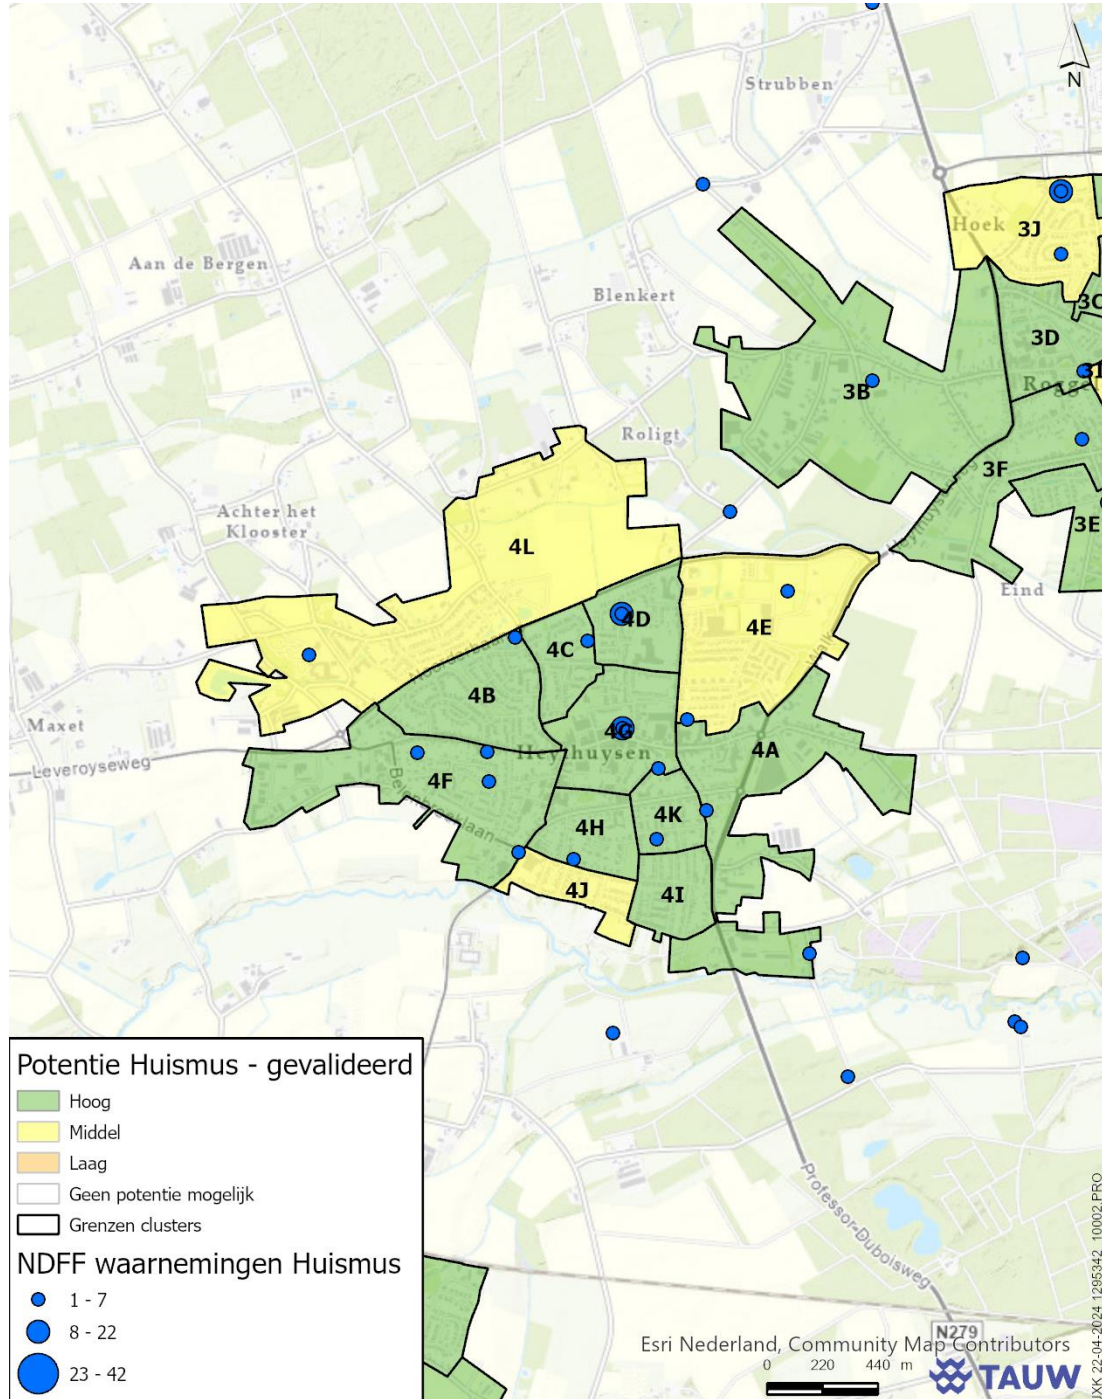 Strubben
N
Hoek
3J
Aan de Bergen
Blenkert
3C
3D
3B
Roggel
Roligt
3F
Achter het
Klooster
3E
4L
Eind
4D
4E
4C
4B
Maxet
4G
4A
Heythuysen
Leveroyseweg
4F
4K
4H
4J
4I
Potentie Huismus - gevalideerd
Hoog
Middel
Laag
Geen potentie mogelijk
Grenzen clusters
NDFF waarnemingen Huismus
1 - 7
8 - 22
23 - 42
Professor-Duboisweg
N279
Esri Nederland, Community Map Contributors
0 220 440 m
TAUW